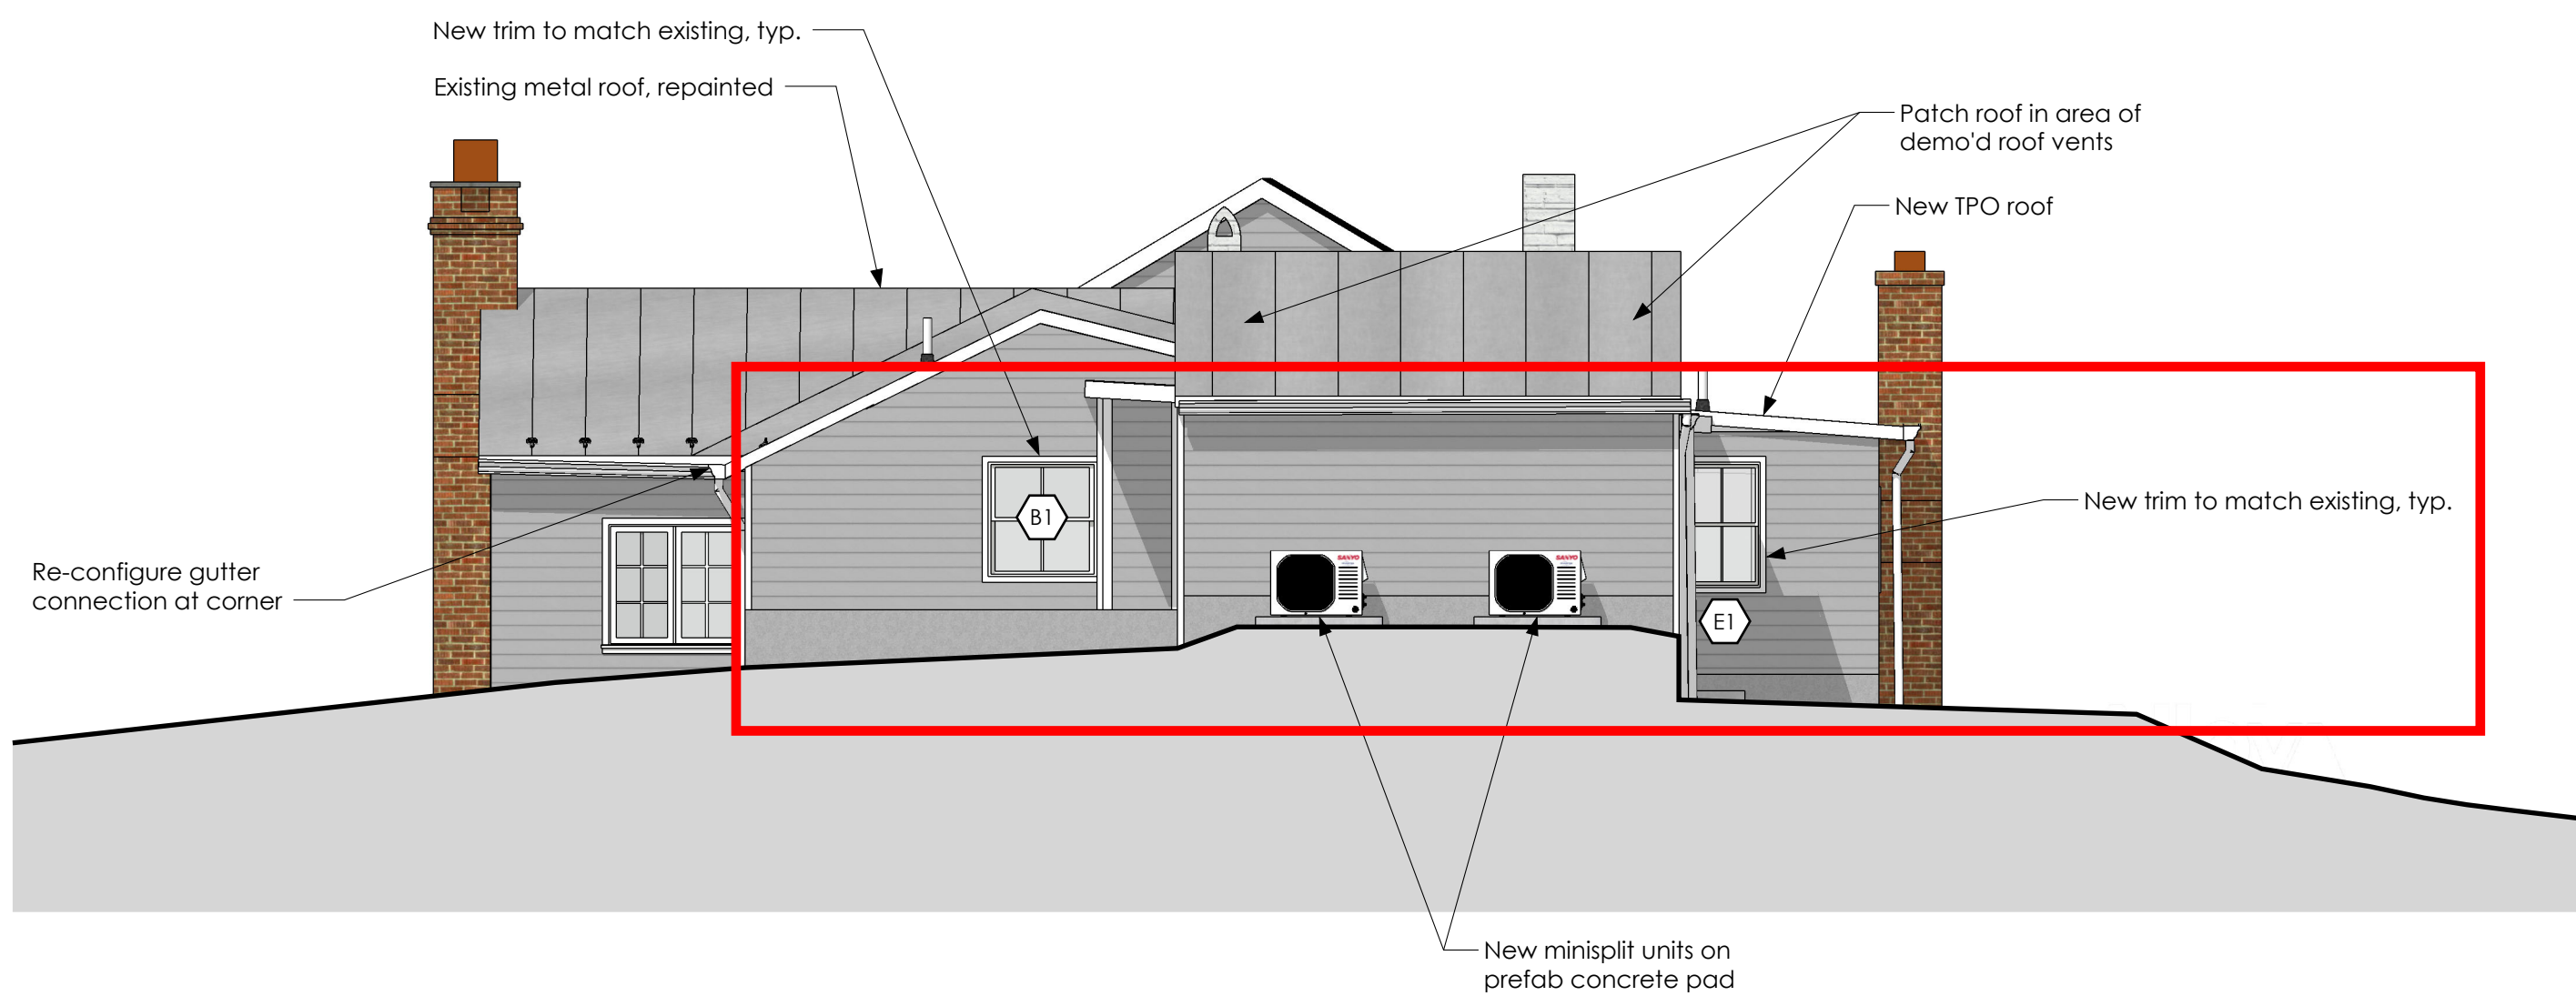 New trim to match existing, typ.
Existing metal roof, repainted
Patch roof in area of
demo'd roof vents
New TPO roof
New trim to match existing, typ.
B1
SANYO
SANYO
E1
Re-configure gutter
connection at corner
New minisplit units on
prefab concrete pad